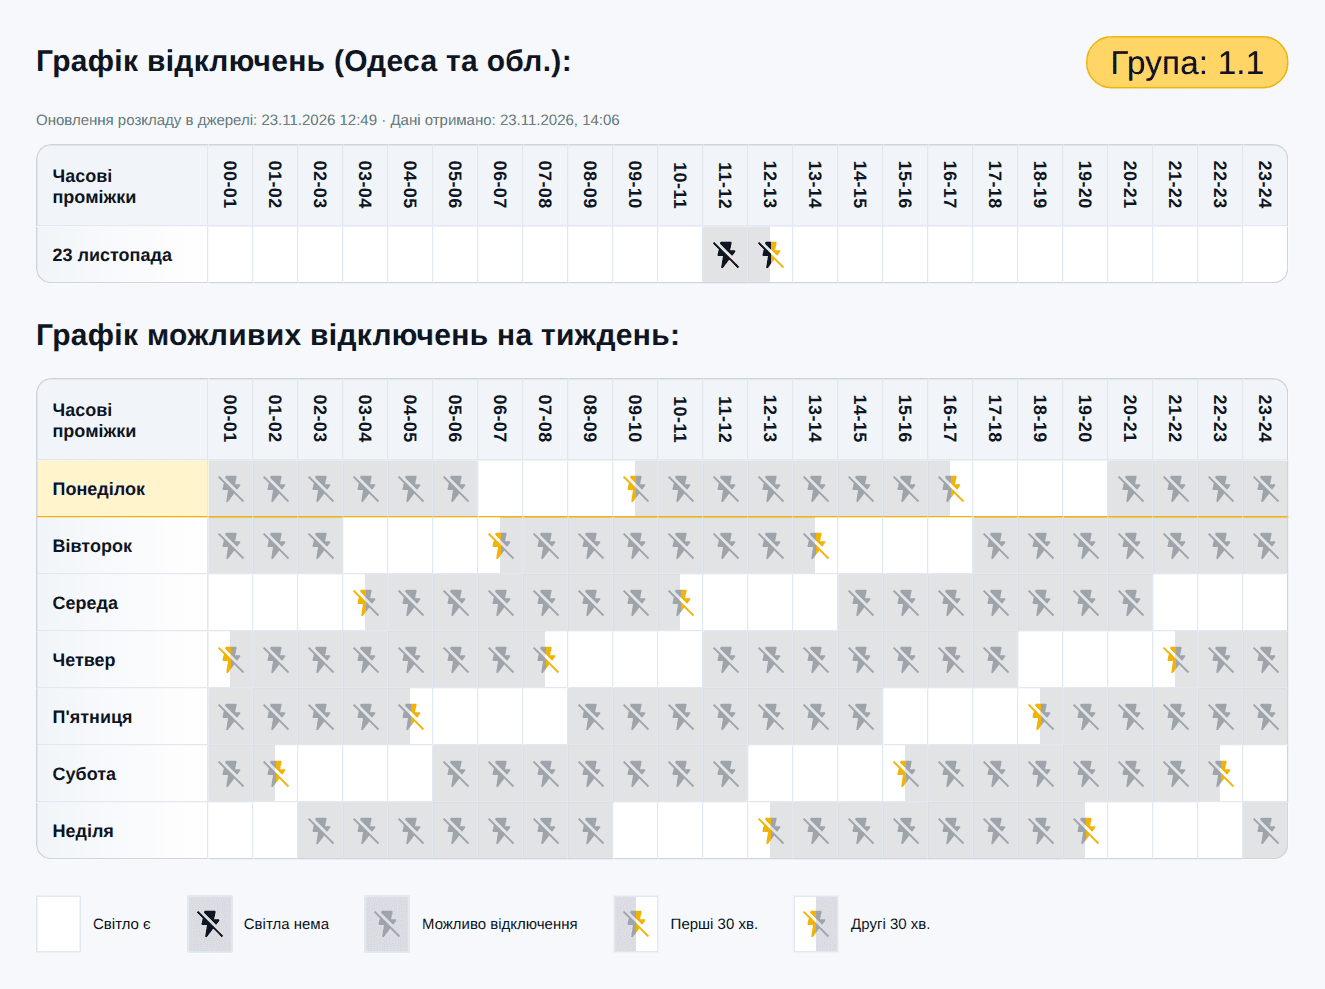 Графік відключень (Одеса та обл.):
Група: 1.1
Оновлення розкладу в джерелі: 23.11.2026 12:49 · Дані отримано: 23.11.2026, 14:06
Часові проміжки 00-01 01-02 02-03 03-04 04-05 05-06 06-07 07-08 08-09 09-10 10-11 11-12 12-13 13-14 14-15 15-16 16-17 17-18 18-19 19-20 20-21 21-22 22-23 23-24
23 листопада
Графік можливих відключень на тиждень:
Часові проміжки 00-01 01-02 02-03 03-04 04-05 05-06 06-07 07-08 08-09 09-10 10-11 11-12 12-13 13-14 14-15 15-16 16-17 17-18 18-19 19-20 20-21 21-22 22-23 23-24
Понеділок
Вівторок
Середа
Четвер
П'ятниця
Субота
Неділя
Світло є Світла нема Можливо відключення Перші 30 хв. Другі 30 хв.